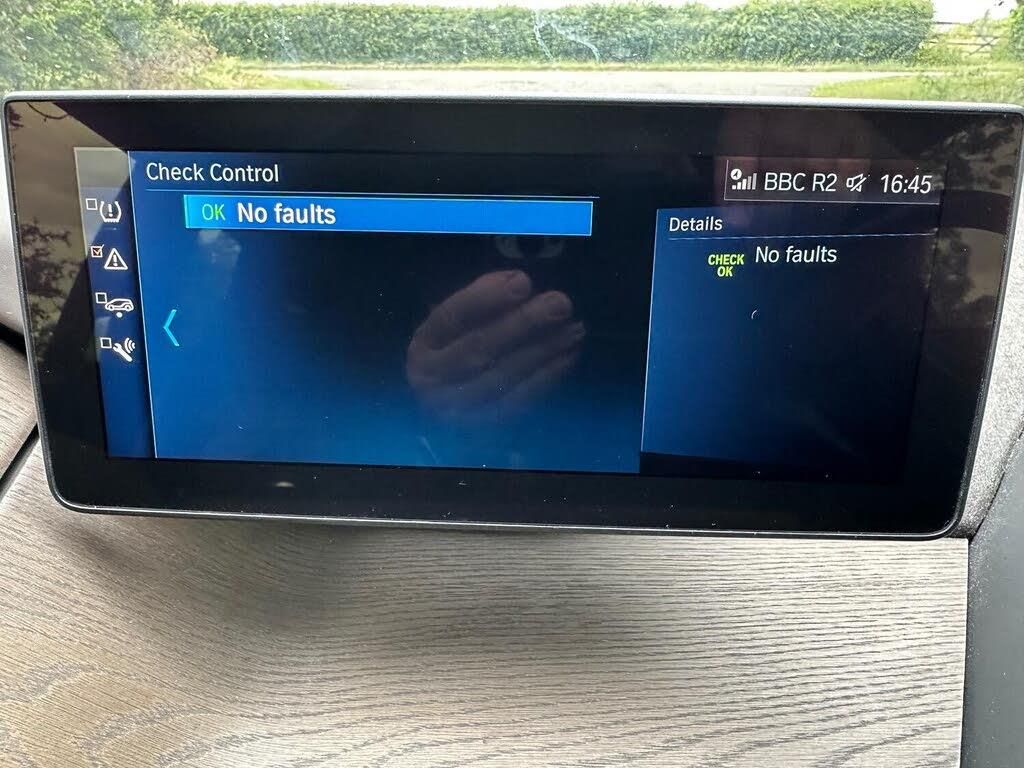 Check Control
BBC R2 16:45
OK No faults
Details
CHECK OK No faults